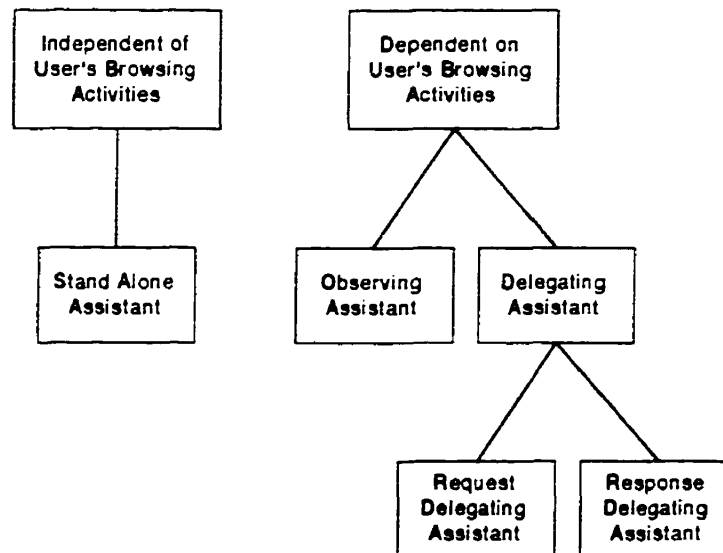 Independent of
User's Browsing
Activities
Dependent on
User's Browsing
Activities
Stand Alone
Assistant
Observing
Assistant
Delegating
Assistant
Request
Delegating
Assistant
Response
Delegating
Assistant